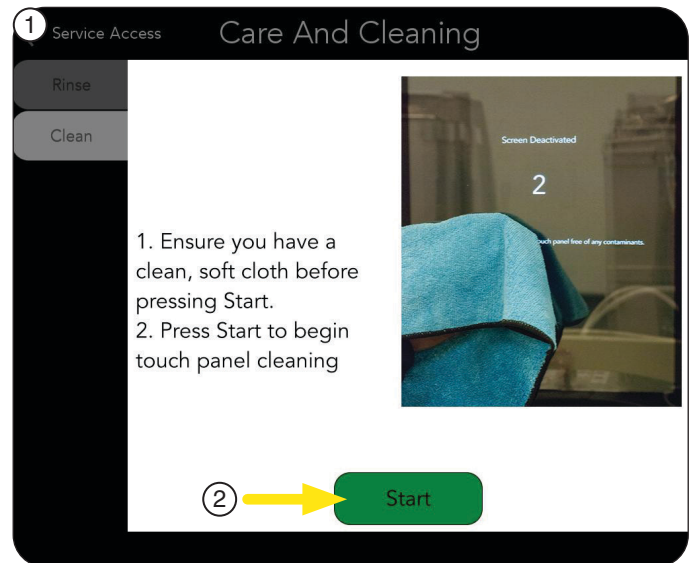 1
Service Access
Care And Cleaning
Rinse
Clean
Screen Deactivated
2
touch panel free of any contaminants.
1. Ensure you have a
clean, soft cloth before
pressing Start.
2. Press Start to begin
touch panel cleaning
2
Start